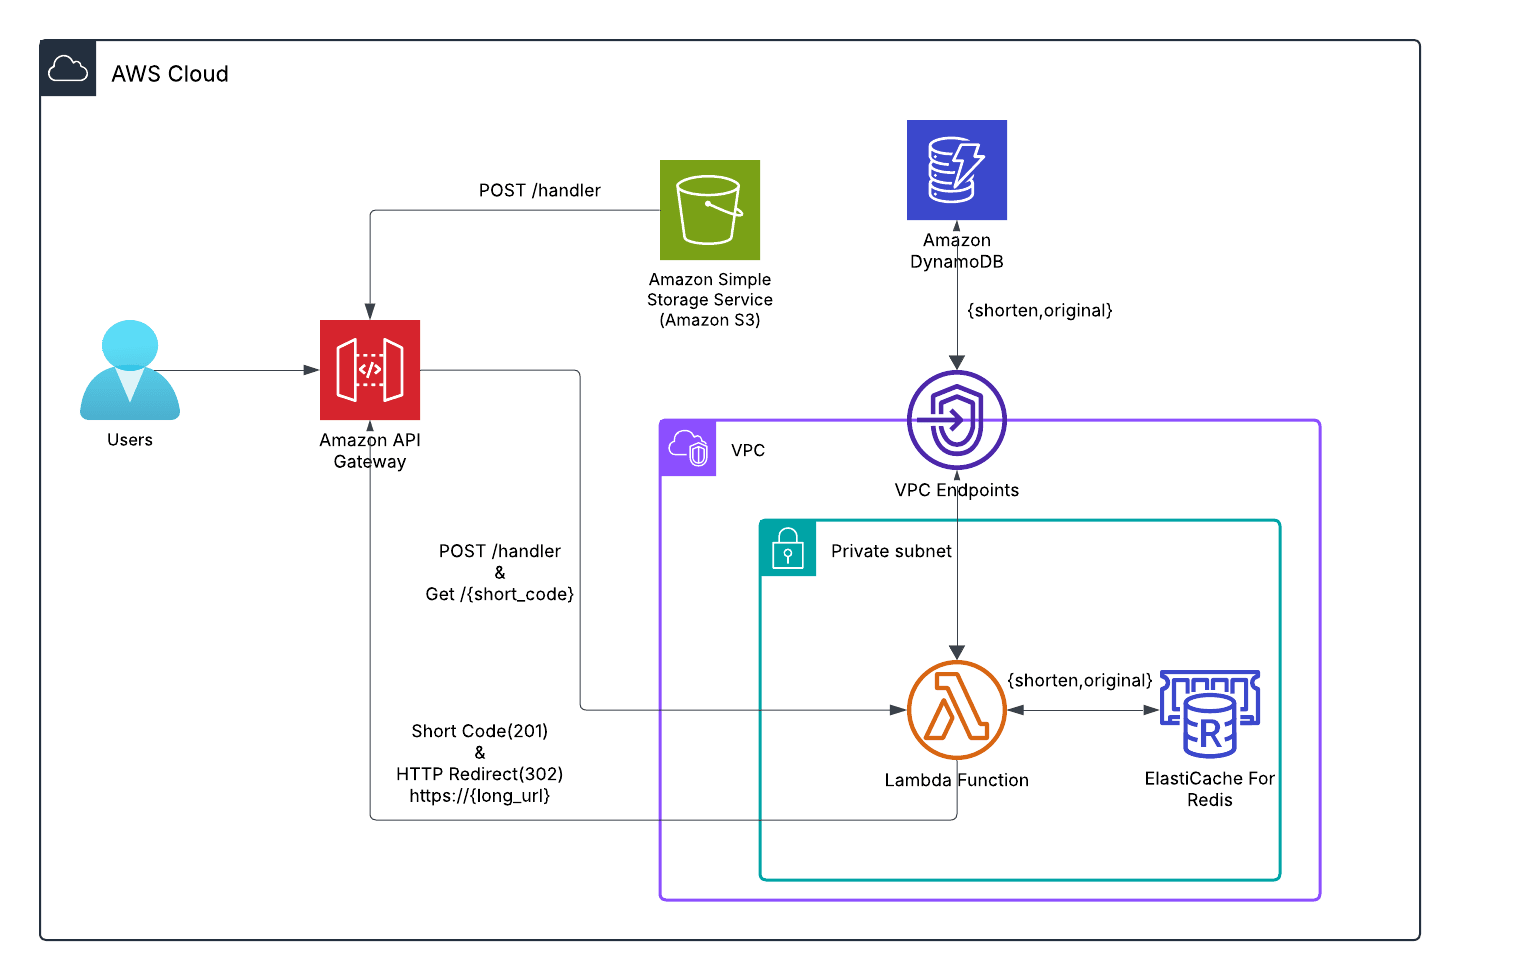 AWS Cloud
POST /handler
Amazon Simple
Storage Service
(Amazon S3)
Amazon
DynamoDB
{shorten,original}
Users
Amazon API
Gateway
VPC
VPC Endpoints
POST /handler
&
Get /{short_code}
Private subnet
{shorten,original}
R
Short Code(201)
&
HTTP Redirect(302)
https://{long_url}
Lambda Function
ElastiCache For
Redis